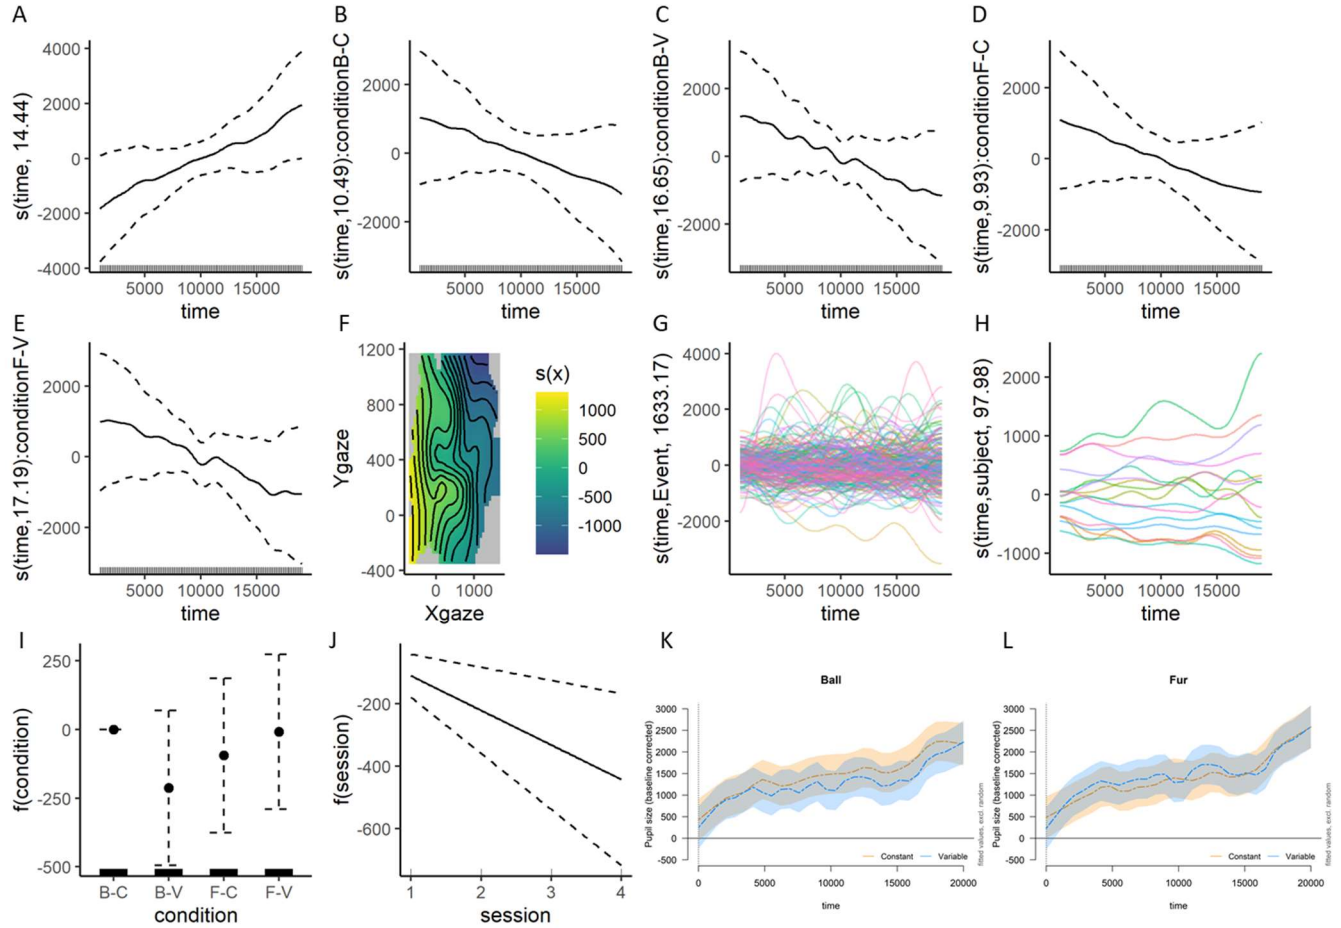 A
s(time, 14.44)
4000
2000
0
-2000
-4000
5000 10000 15000
time
B
s(time,10.49):conditionB-C
2000
0
-2000
5000 10000 15000
time
C
s(time,16.65):conditionB-V
2000
0
-2000
5000 10000 15000
time
D
s(time,9.93):conditionF-C
2000
0
-2000
5000 10000 15000
time
E
s(time,17.19):conditionF-V
2000
0
-2000
5000 10000 15000
time
F
Ygaze
1200
800
400
0
-400
0 1000
Xgaze
s(x)
1000
500
0
-500
-1000
G
s(time,Event, 1633.17)
4000
2000
0
-2000
5000 10000 15000
time
H
s(time,subject, 97.98)
2000
1000
0
-1000
5000 10000 15000
time
I
f(condition)
250
0
-250
-500
B-C B-V F-C F-V
condition
J
f(session)
-200
-400
-600
1 2 3 4
session
K
Ball
Pupil size (baseline corrected)
3000
2500
2000
1500
1000
500
0
-500
Constant Variable
0 5000 10000 15000 20000
time
fitted values, excl. random
L
Fur
Pupil size (baseline corrected)
3000
2500
2000
1500
1000
500
0
-500
Constant Variable
0 5000 10000 15000 20000
time
fitted values, excl. random